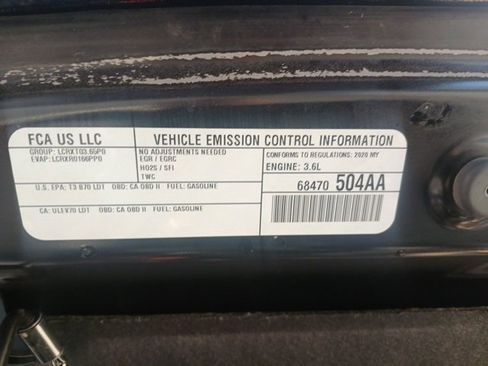 FCA US LLC
GROUP: LCRXT03.65P0
EVAP: LCRXR0166PP0
VEHICLE EMISSION CONTROL INFORMATION
NO ADJUSTMENTS NEEDED
EGR / EGRC
HO2S / SFI
TWC
CONFORMS TO REGULATIONS: 2020 MY
ENGINE: 3.6L
68470 504AA
U.S. EPA: T3 B70 LDT OBD: CA OBD II FUEL: GASOLINE
CA: ULEV70 LDT OBD: CA OBD II FUEL: GASOLINE